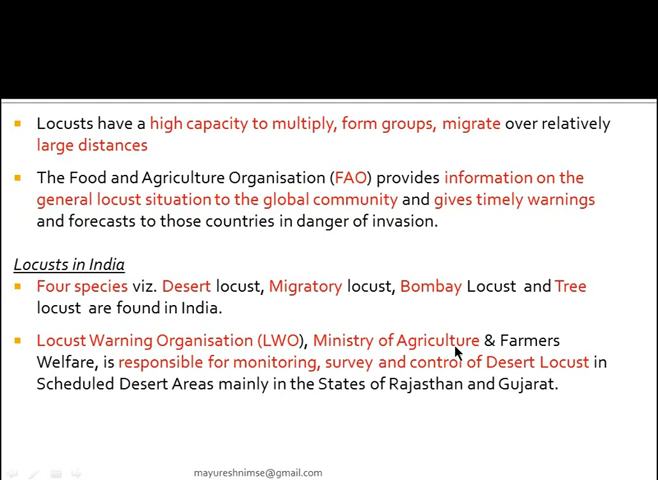 Locusts have a high capacity to multiply, form groups, migrate over relatively
large distances
The Food and Agriculture Organisation (FAO) provides information on the
general locust situation to the global community and gives timely warnings
and forecasts to those countries in danger of invasion.
Locusts in India
Four species viz. Desert locust, Migratory locust, Bombay Locust and Tree
locust are found in India.
Locust Warning Organisation (LWO), Ministry of Agriculture & Farmers
Welfare, is responsible for monitoring, survey and control of Desert Locust in
Scheduled Desert Areas mainly in the States of Rajasthan and Gujarat.
mayureshnimse@gmail.com